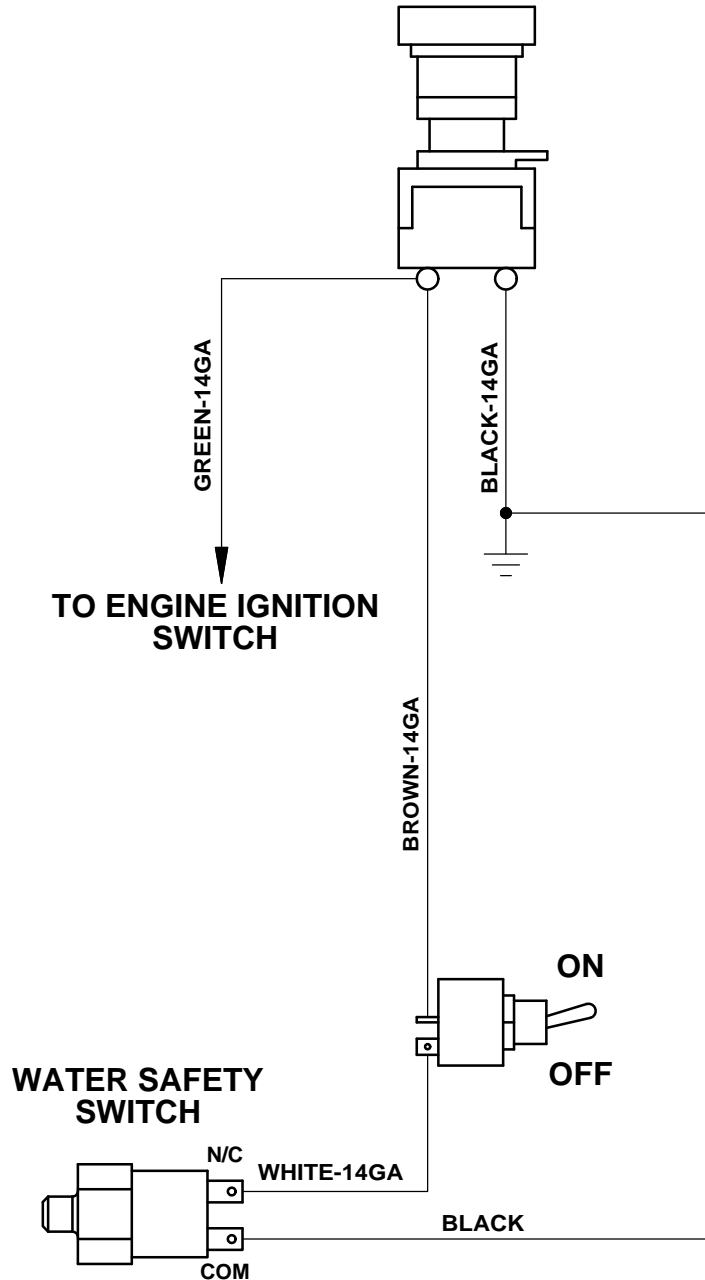 GREEN-14GA
BLACK-14GA
TO ENGINE IGNITION
SWITCH
BROWN-14GA
ON
OFF
WATER SAFETY
SWITCH
N/C
WHITE-14GA
BLACK
COM